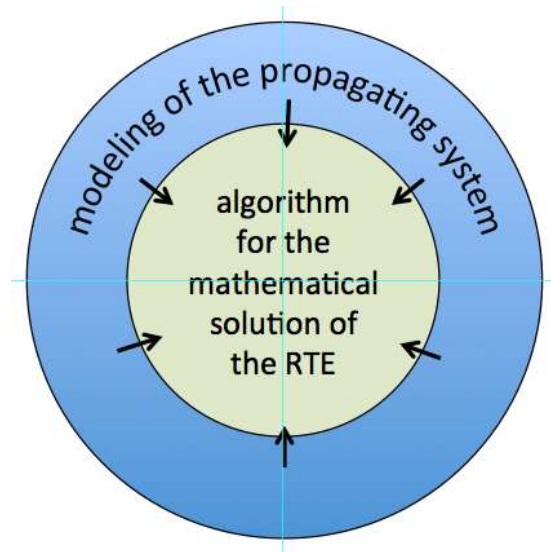 modeling of the propagating system
algorithm
for the
mathematical
solution of
the RTE